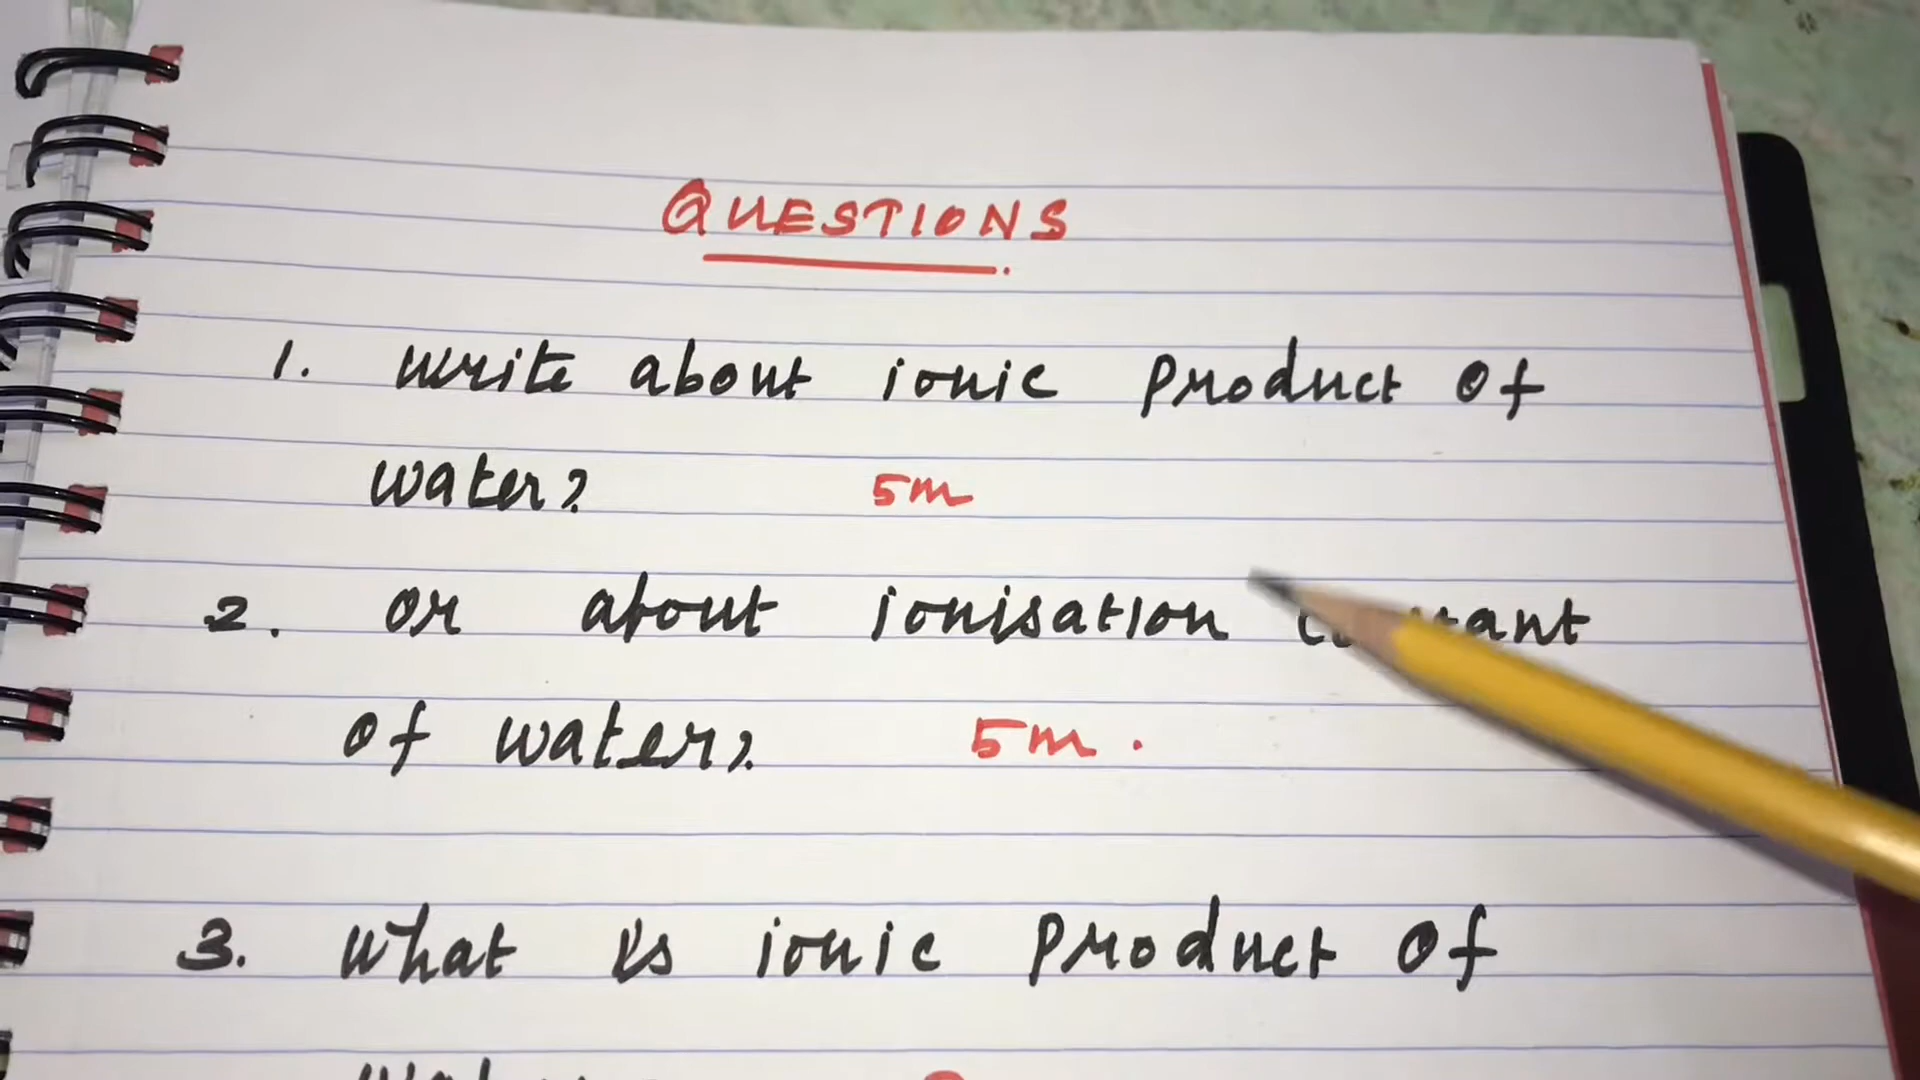 QUESTIONS
1. write about ionic product of
water? 5m
2. or about ionisation
of water? 5m.
3. what is ionic product of